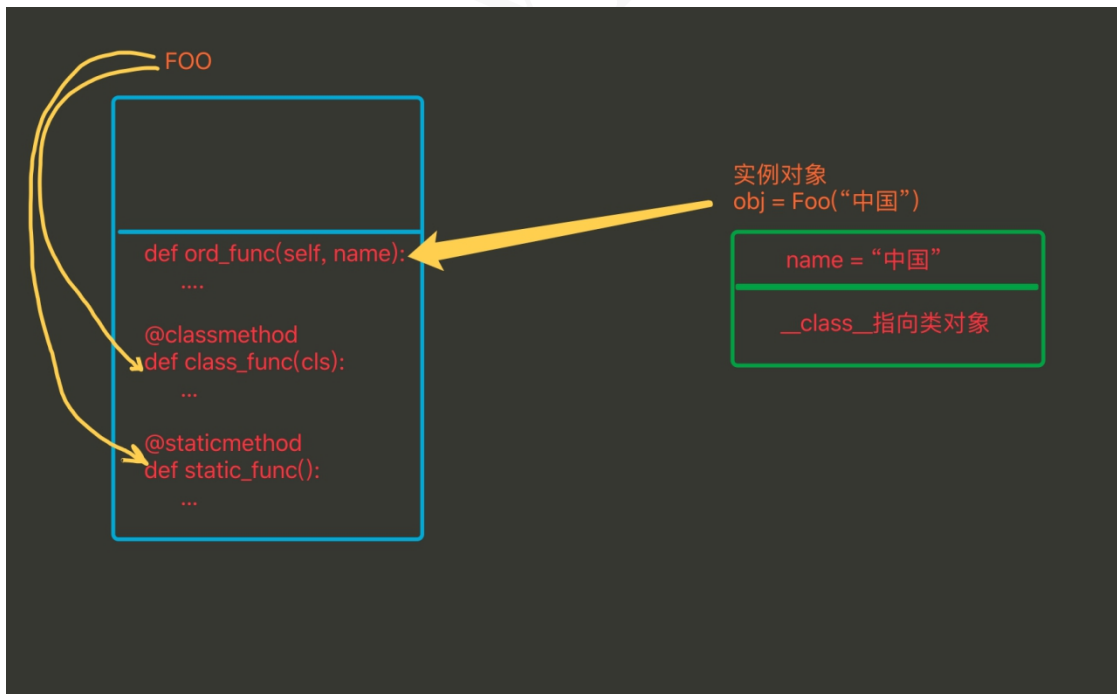 FOO
def ord_func(self, name):
....
@classmethod
def class_func(cls):
...
@staticmethod
def static_func():
...
实例对象
obj = Foo(“中国”)
name = “中国”
__class__指向类对象